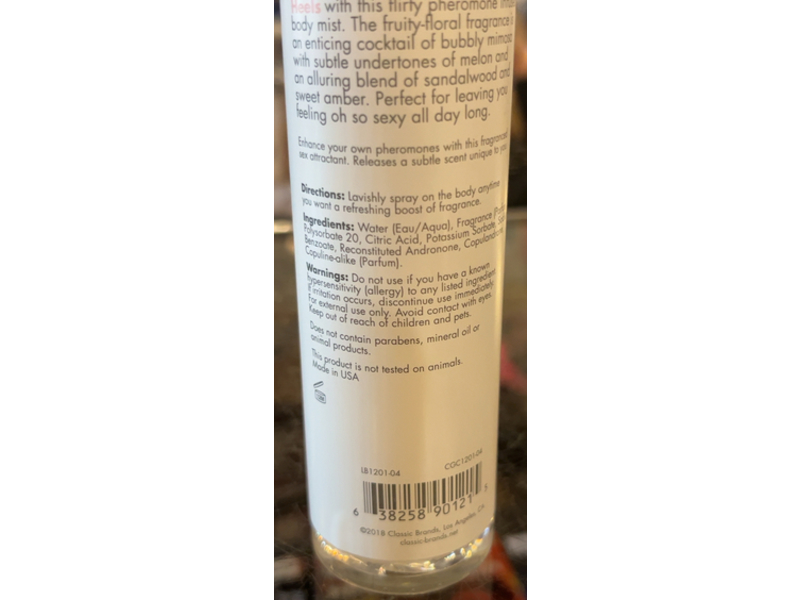 Heels with this flirty pheromone
body mist. The fruity-floral fragrance is
an enticing cocktail of bubbly
with subtle undertones of melon and
an alluring blend of sandalwood and
sweet amber. Perfect for leaving you
feeling oh so sexy all day long.
Enhance your own pheromones with this
sex attractant. Releases a subtle scent unique to
Directions: Lavishly spray on the body anytime
you want a refreshing boost of fragrance.
Ingredients: Water (Eau/Aqua), Fragrance
Polysorbate 20, Citric Acid, Potassium Sorbate,
Benzoate, Reconstituted Andronone,
Copuline-alike (Parfum).
Warnings: Do not use if you have a known
hypersensitivity (allergy) to any listed
If irritation occurs, discontinue use immediately.
For external use only. Avoid contact with eyes.
Keep out of reach of children and pets.
Does not contain parabens, mineral oil or
animal products.
This product is not tested on animals.
Made in USA
LB1201-04 CGC1201-04
6 38258 90121 5
©2018 Classic Brands, Los Angeles, CA
classic-brands.net